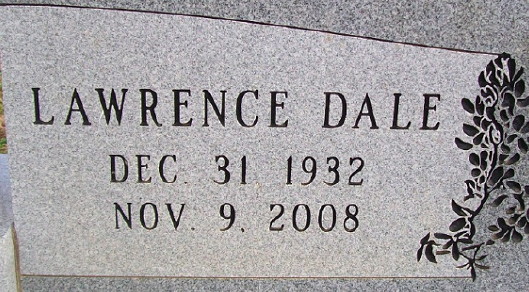 LAWRENCE DALE
DEC. 31 1932
NOV. 9, 2008